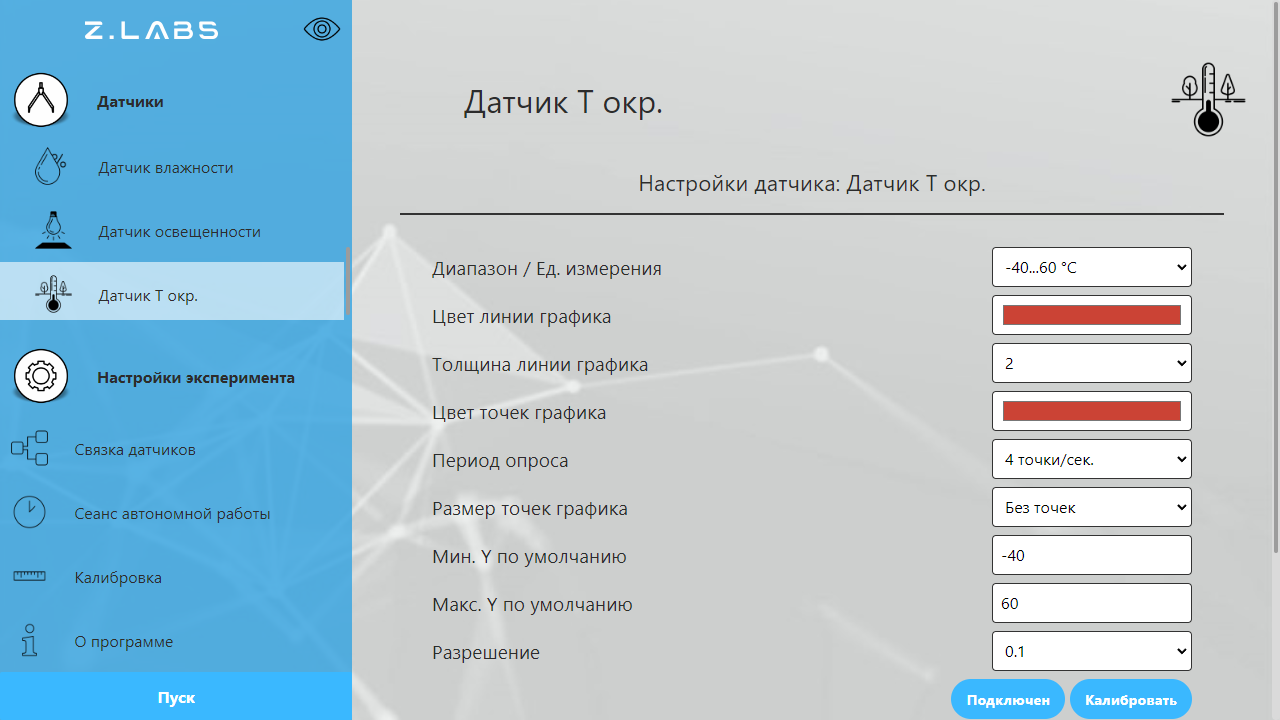 Z.LABS
Датчики
Датчик влажности
Датчик освещенности
Датчик Т окр.
Настройки эксперимента
Связка датчиков
Сеанс автономной работы
Калибровка
О программе
Пуск
Датчик Т окр.
Настройки датчика: Датчик Т окр.
Диапазон / Ед. измерения -40...60 °C
Цвет линии графика
Толщина линии графика 2
Цвет точек графика
Период опроса 4 точки/сек.
Размер точек графика Без точек
Мин. Y по умолчанию -40
Макс. Y по умолчанию 60
Разрешение 0.1
Подключен Калибровать